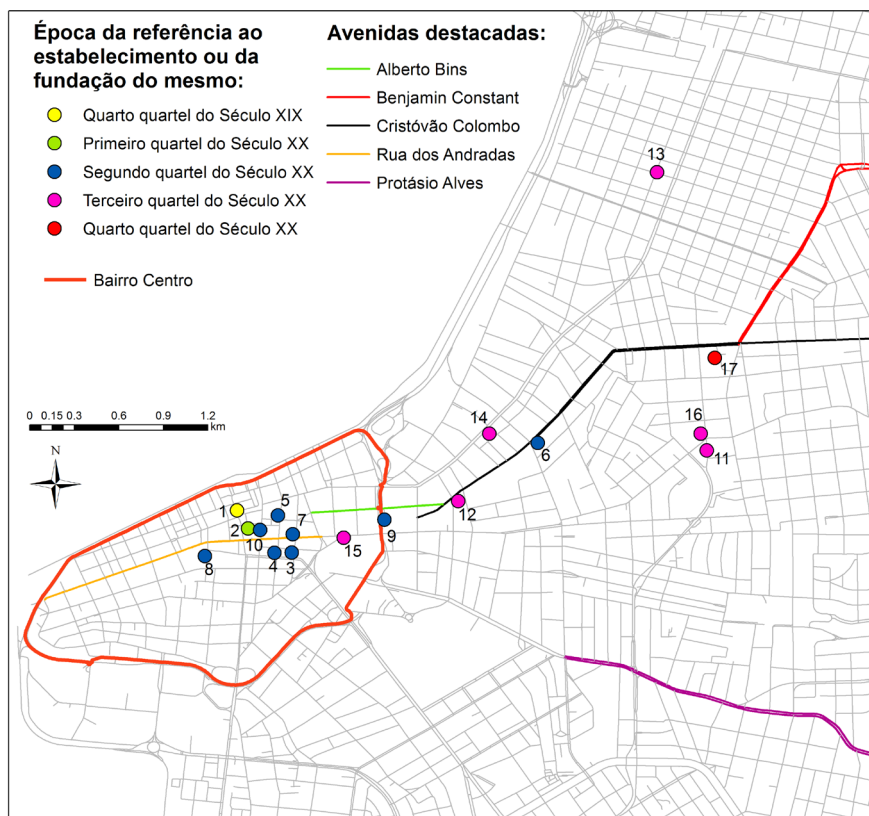 Época da referência ao
estabelecimento ou da
fundação do mesmo:
Quarto quartel do Século XIX
Primeiro quartel do Século XX
Segundo quartel do Século XX
Terceiro quartel do Século XX
Quarto quartel do Século XX
Bairro Centro
Avenidas destacadas:
Alberto Bins
Benjamin Constant
Cristóvão Colombo
Rua dos Andradas
Protásio Alves
13
17
0 0.15 0.3 0.6 0.9 1.2
km
14
16
6
11
N
12
1
5
2
7
9
10
15
8
4
3